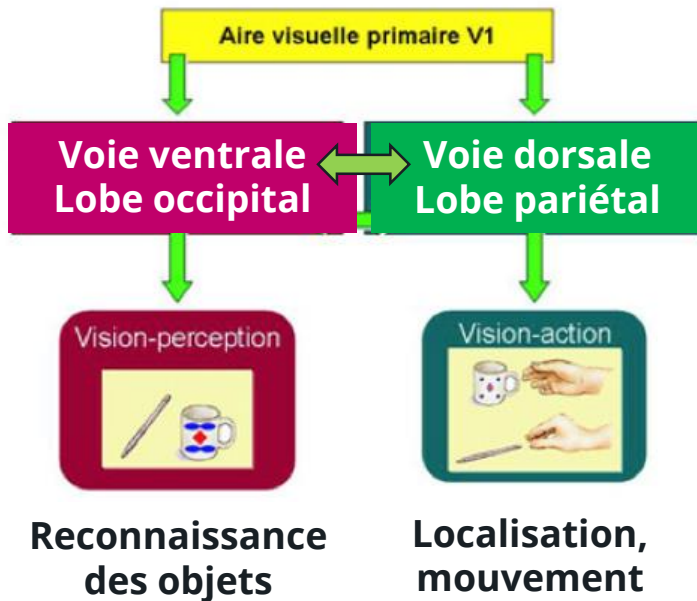 Aire visuelle primaire V1
Voie ventrale
Lobe occipital
Voie dorsale
Lobe pariétal
Vision-perception
Vision-action
Reconnaissance
des objets
Localisation,
mouvement